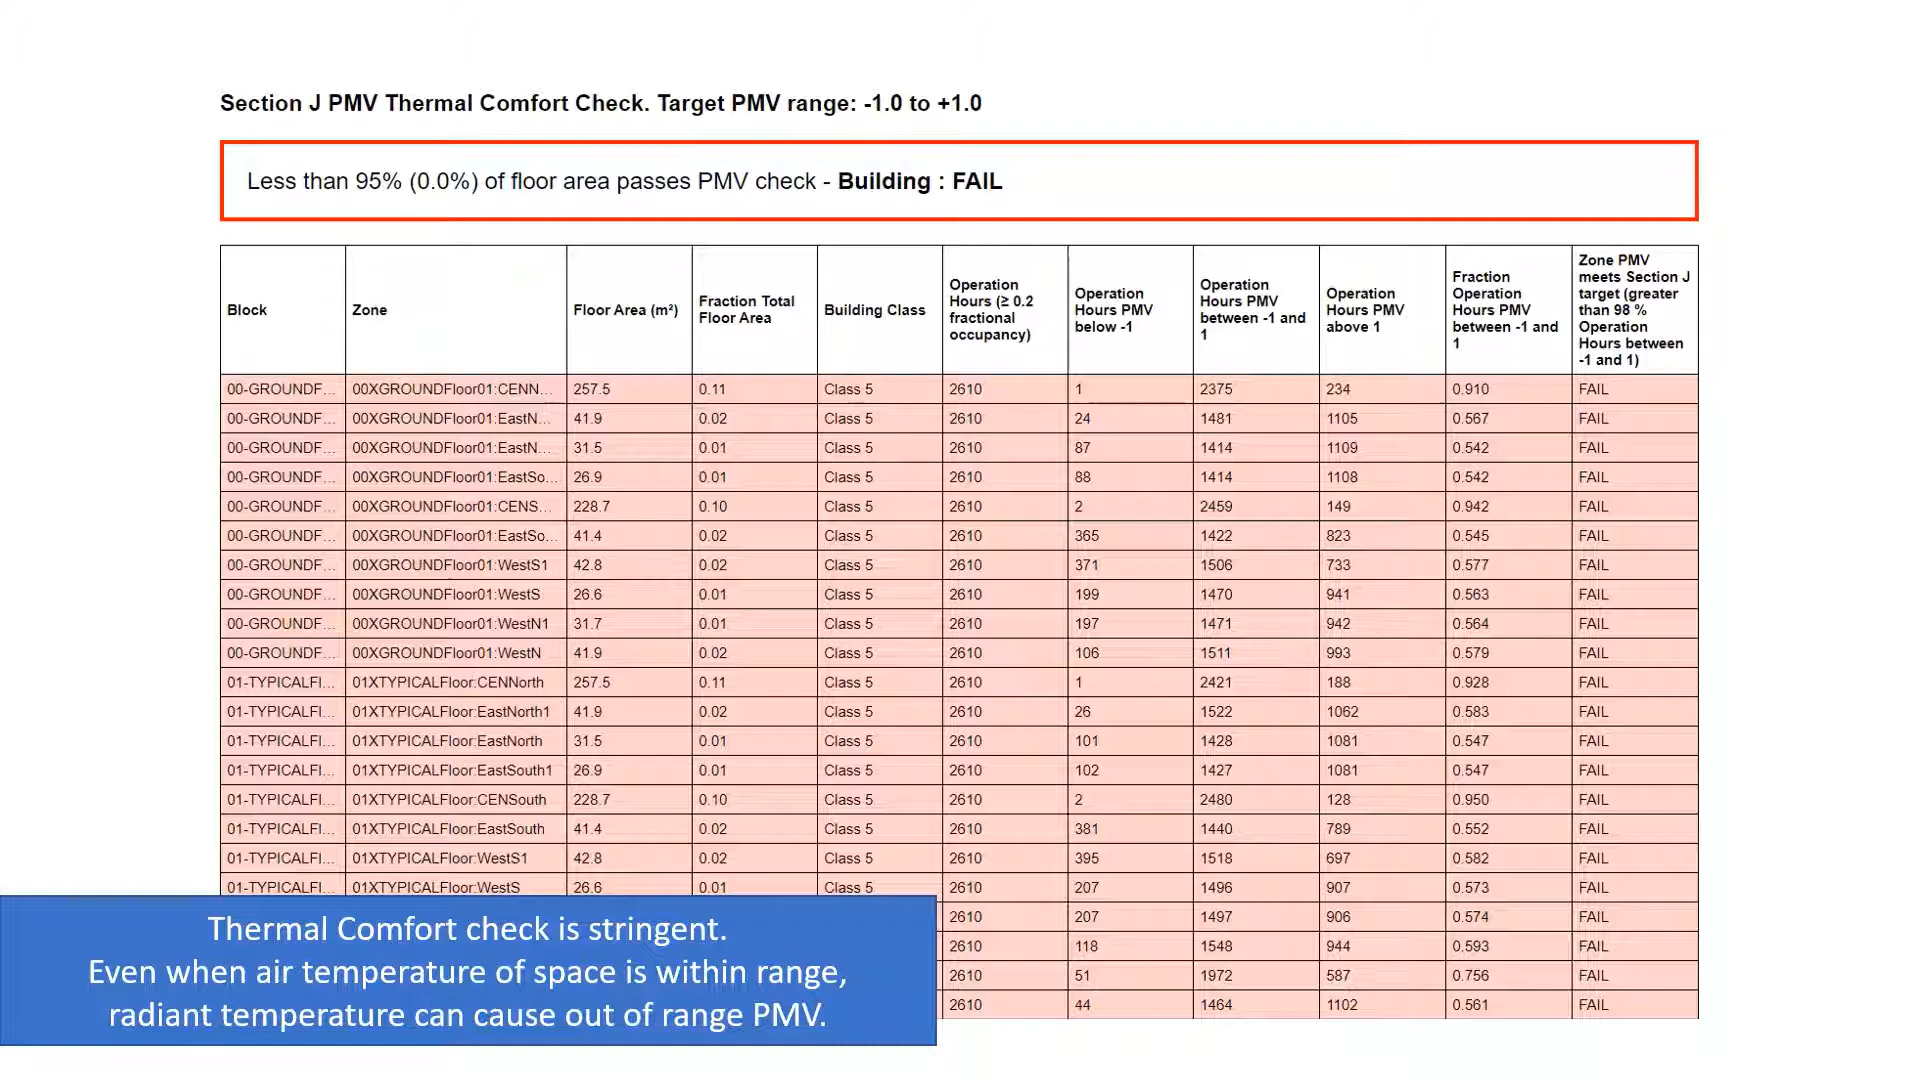 Section J PMV Thermal Comfort Check. Target PMV range: -1.0 to +1.0
Less than 95% (0.0%) of floor area passes PMV check - Building : FAIL
Block Zone Floor Area (m²) Fraction Total Floor Area Building Class Operation Hours (≥ 0.2 fractional occupancy) Operation Hours PMV below -1 Operation Hours PMV between -1 and 1 Operation Hours PMV above 1 Fraction Operation Hours PMV between -1 and 1 Zone PMV meets Section J target (greater than 98 % Operation Hours between -1 and 1)
00-GROUNDF... 00XGROUNDFloor01:CENN... 257.5 0.11 Class 5 2610 1 2375 234 0.910 FAIL
00-GROUNDF... 00XGROUNDFloor01:EastN... 41.9 0.02 Class 5 2610 24 1481 1105 0.567 FAIL
00-GROUNDF... 00XGROUNDFloor01:EastN... 31.5 0.01 Class 5 2610 87 1414 1109 0.542 FAIL
00-GROUNDF... 00XGROUNDFloor01:EastSo... 26.9 0.01 Class 5 2610 88 1414 1108 0.542 FAIL
00-GROUNDF... 00XGROUNDFloor01:CENS... 228.7 0.10 Class 5 2610 2 2459 149 0.942 FAIL
00-GROUNDF... 00XGROUNDFloor01:EastSo... 41.4 0.02 Class 5 2610 365 1422 823 0.545 FAIL
00-GROUNDF... 00XGROUNDFloor01:WestS1 42.8 0.02 Class 5 2610 371 1506 733 0.577 FAIL
00-GROUNDF... 00XGROUNDFloor01:WestS 26.6 0.01 Class 5 2610 199 1470 941 0.563 FAIL
00-GROUNDF... 00XGROUNDFloor01:WestN1 31.7 0.01 Class 5 2610 197 1471 942 0.564 FAIL
00-GROUNDF... 00XGROUNDFloor01:WestN 41.9 0.02 Class 5 2610 106 1511 993 0.579 FAIL
01-TYPICALFl... 01XTYPICALFloor:CENNorth 257.5 0.11 Class 5 2610 1 2421 188 0.928 FAIL
01-TYPICALFl... 01XTYPICALFloor:EastNorth1 41.9 0.02 Class 5 2610 26 1522 1062 0.583 FAIL
01-TYPICALFl... 01XTYPICALFloor:EastNorth 31.5 0.01 Class 5 2610 101 1428 1081 0.547 FAIL
01-TYPICALFl... 01XTYPICALFloor:EastSouth1 26.9 0.01 Class 5 2610 102 1427 1081 0.547 FAIL
01-TYPICALFl... 01XTYPICALFloor:CENSouth 228.7 0.10 Class 5 2610 2 2480 128 0.950 FAIL
01-TYPICALFl... 01XTYPICALFloor:EastSouth 41.4 0.02 Class 5 2610 381 1440 789 0.552 FAIL
01-TYPICALFl... 01XTYPICALFloor:WestS1 42.8 0.02 Class 5 2610 395 1518 697 0.582 FAIL
01-TYPICALFl... 01XTYPICALFloor:WestS 26.6 0.01 Class 5 2610 207 1496 907 0.573 FAIL
2610 207 1497 906 0.574 FAIL
2610 118 1548 944 0.593 FAIL
2610 51 1972 587 0.756 FAIL
2610 44 1464 1102 0.561 FAIL
Thermal Comfort check is stringent.
Even when air temperature of space is within range,
radiant temperature can cause out of range PMV.